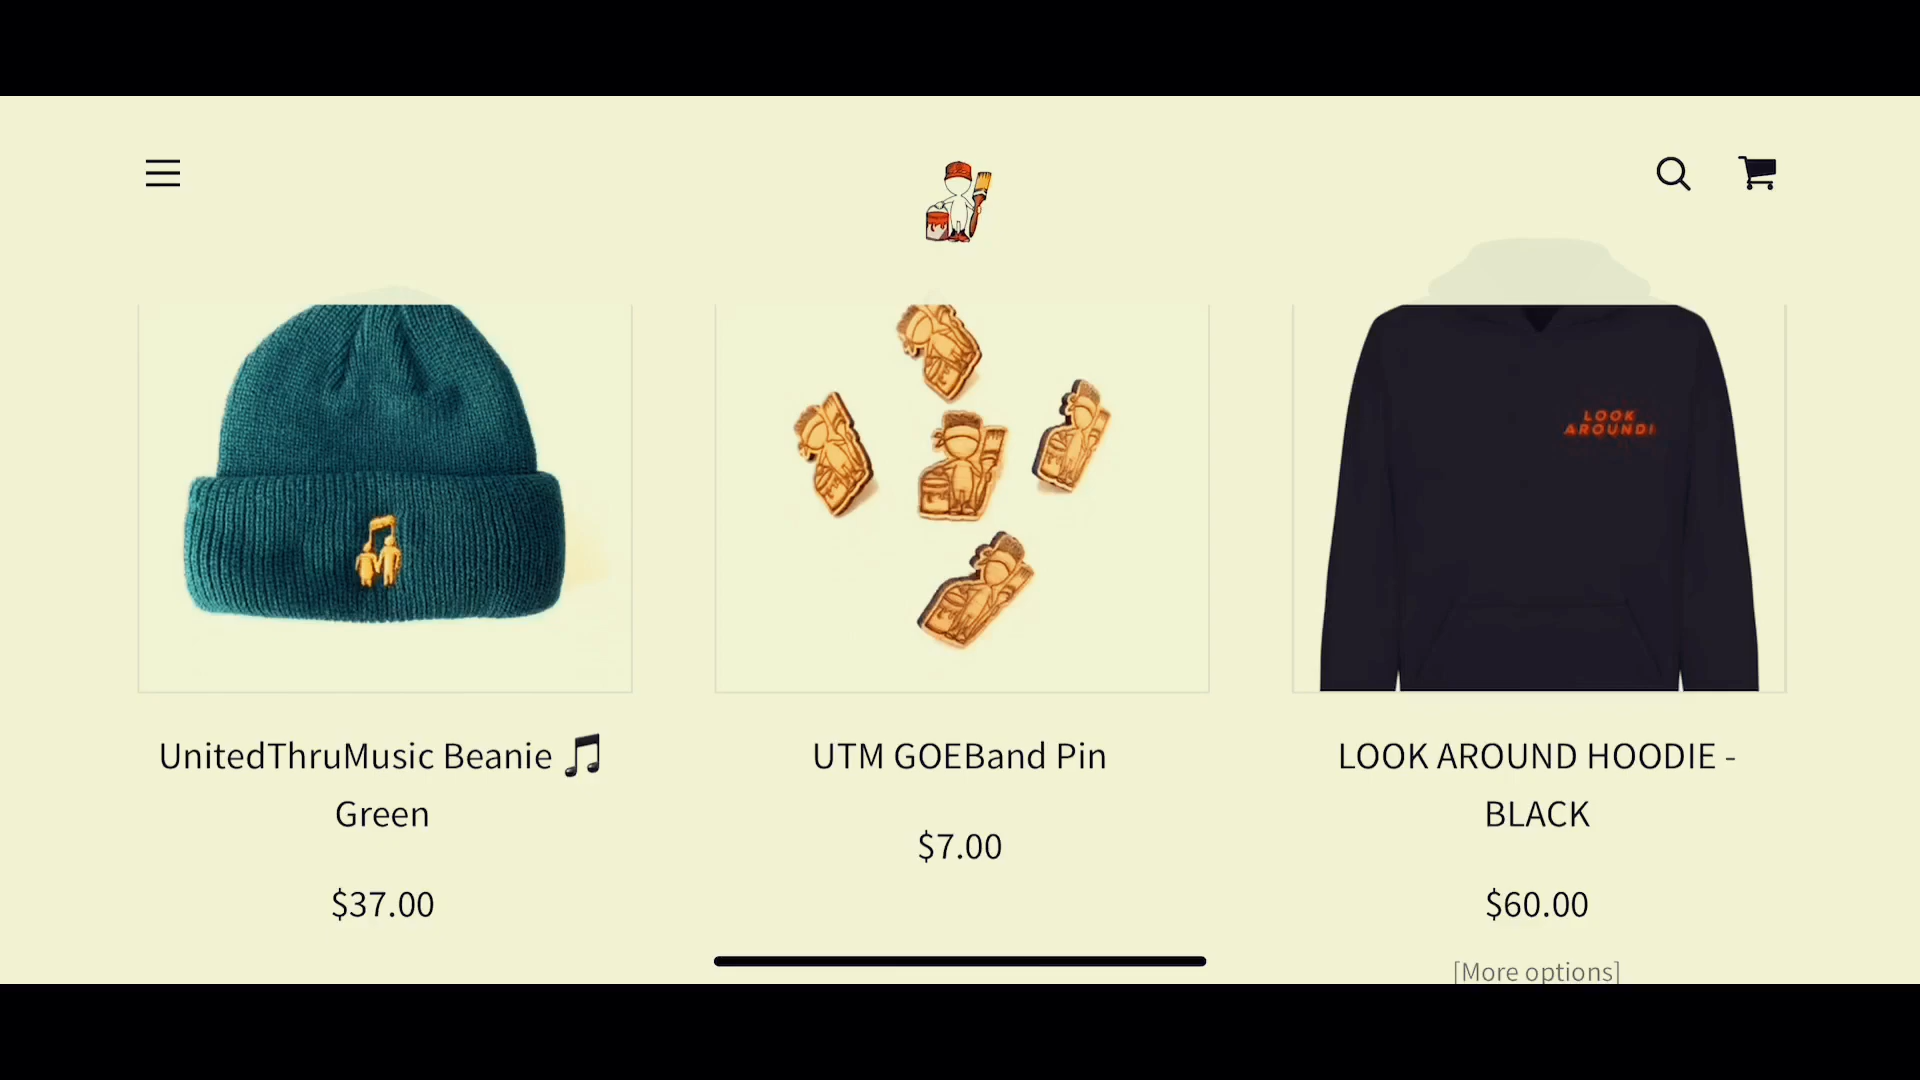 LOOK
AROUND!
UnitedThruMusic Beanie 🎵
Green
$37.00
UTM GOEBand Pin
$7.00
LOOK AROUND HOODIE -
BLACK
$60.00
[More options]